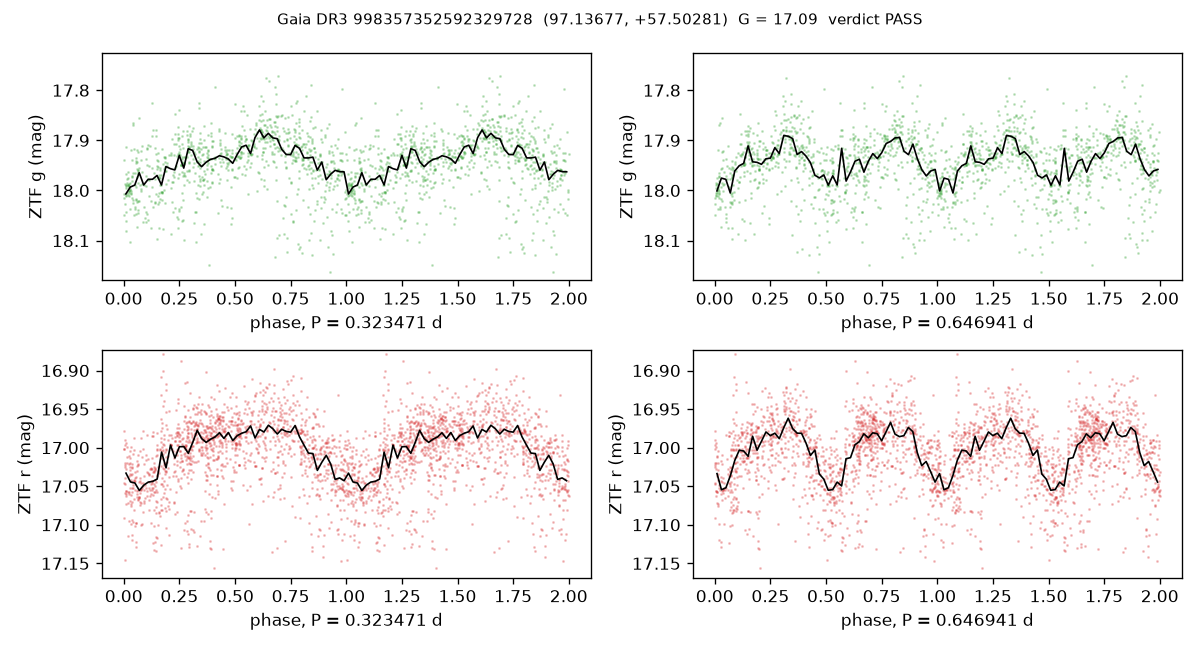 Gaia DR3 998357352592329728 (97.13677, +57.50281) G = 17.09 verdict PASS
ZTF g (mag)
17.8
17.9
18.0
18.1
0.00 0.25 0.50 0.75 1.00 1.25 1.50 1.75 2.00
phase, P = 0.323471 d
ZTF g (mag)
17.8
17.9
18.0
18.1
0.00 0.25 0.50 0.75 1.00 1.25 1.50 1.75 2.00
phase, P = 0.646941 d
ZTF r (mag)
16.90
16.95
17.00
17.05
17.10
17.15
0.00 0.25 0.50 0.75 1.00 1.25 1.50 1.75 2.00
phase, P = 0.323471 d
ZTF r (mag)
16.90
16.95
17.00
17.05
17.10
17.15
0.00 0.25 0.50 0.75 1.00 1.25 1.50 1.75 2.00
phase, P = 0.646941 d